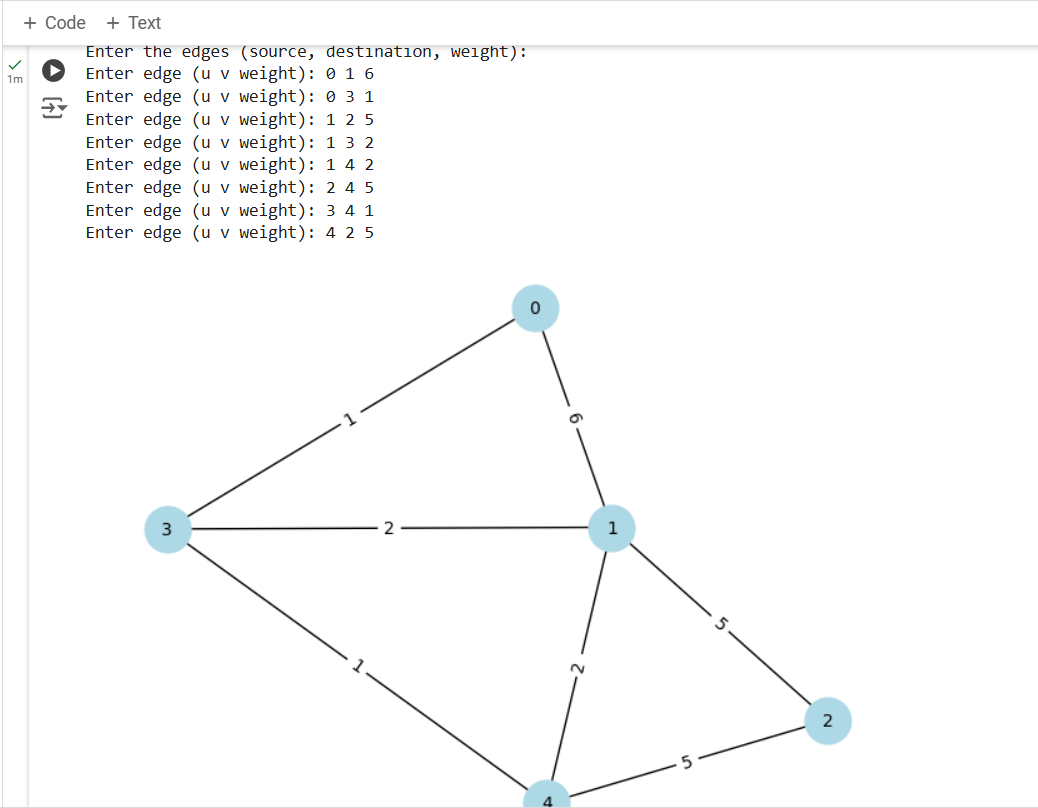 + Code + Text
Enter the edges (source, destination, weight):
1m
Enter edge (u v weight): 0 1 6
Enter edge (u v weight): 0 3 1
Enter edge (u v weight): 1 2 5
Enter edge (u v weight): 1 3 2
Enter edge (u v weight): 1 4 2
Enter edge (u v weight): 2 4 5
Enter edge (u v weight): 3 4 1
Enter edge (u v weight): 4 2 5
0
1
6
3
2
1
5
1
2
2
5
4